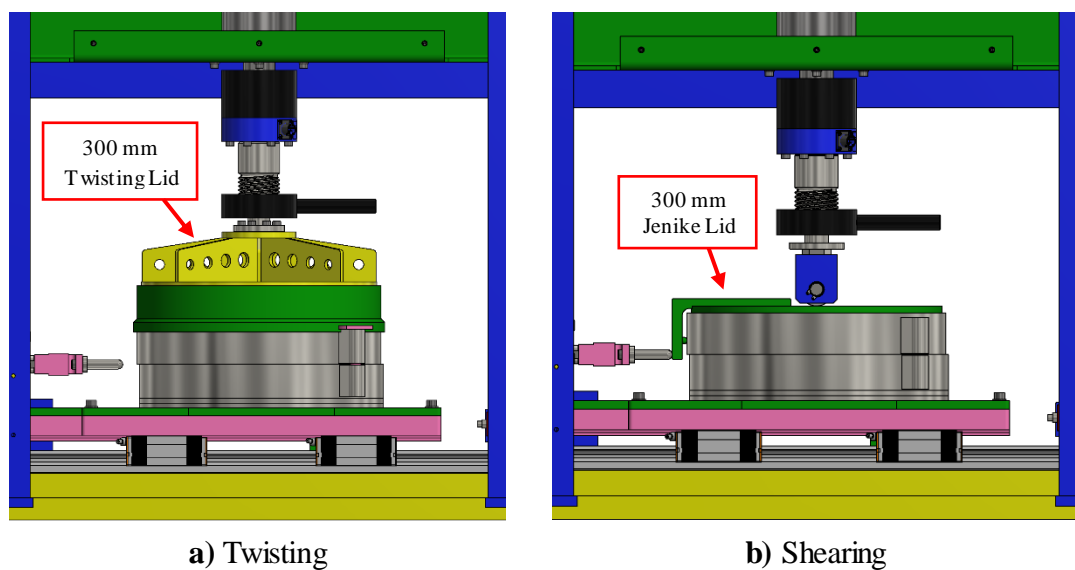 300 mm
Twisting Lid
300 mm
Jenike Lid
a) Twisting
b) Shearing